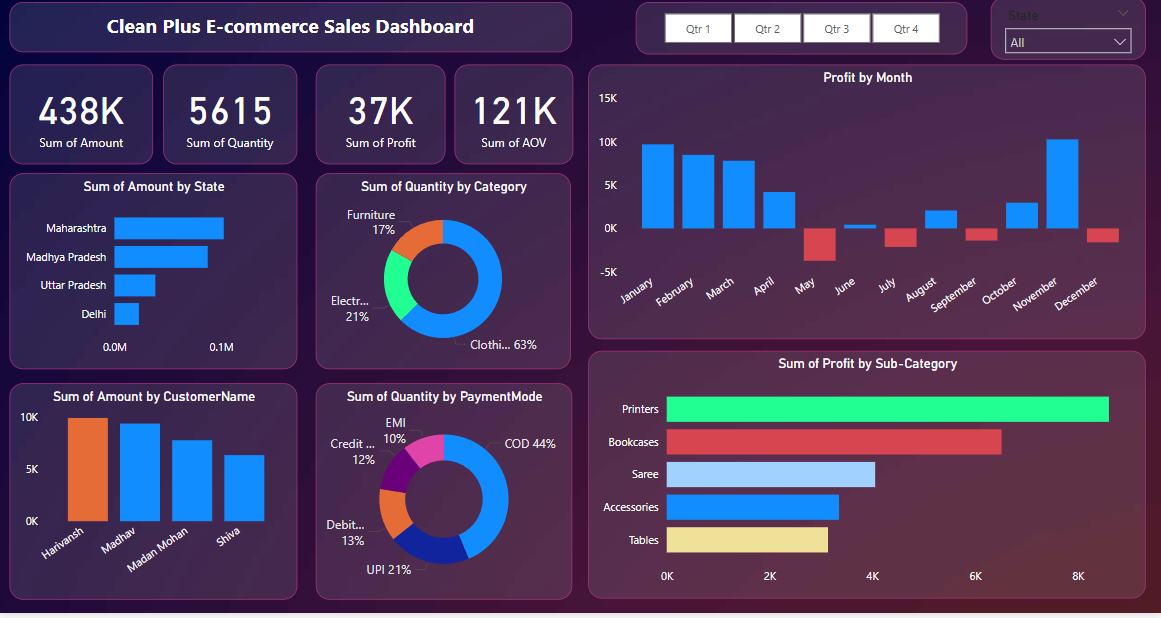 Clean Plus E-commerce Sales Dashboard
Qtr 1
Qtr 2
Qtr 3
Qtr 4
State
All
438K
Sum of Amount
5615
Sum of Quantity
37K
Sum of Profit
121K
Sum of AOV
Profit by Month
15K
10K
5K
0K
-5K
January
February
March
April
May
June
July
August
September
October
November
December
Sum of Amount by State
Maharashtra
Madhya Pradesh
Uttar Pradesh
Delhi
0.0M
0.1M
Sum of Quantity by Category
Furniture
17%
Electr...
21%
Clothi... 63%
Sum of Profit by Sub-Category
Printers
Bookcases
Saree
Accessories
Tables
0K
2K
4K
6K
8K
Sum of Amount by CustomerName
10K
5K
0K
Harivansh
Madhav
Madan Mohan
Shiva
Sum of Quantity by PaymentMode
EMI
10%
Credit ...
12%
Debit...
13%
UPI 21%
COD 44%